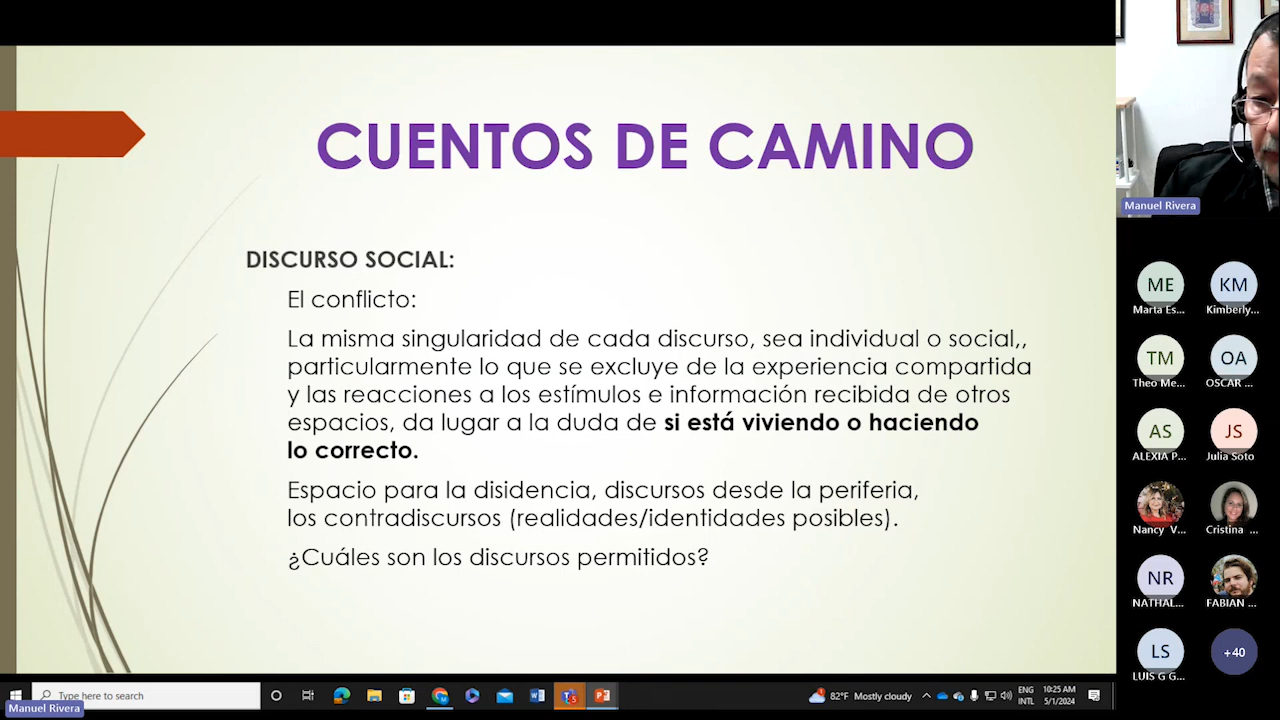 CUENTOS DE CAMINO
DISCURSO SOCIAL:
El conflicto:
La misma singularidad de cada discurso, sea individual o social,,
particularmente lo que se excluye de la experiencia compartida
y las reacciones a los estímulos e información recibida de otros
espacios, da lugar a la duda de si está viviendo o haciendo
lo correcto.
Espacio para la disidencia, discursos desde la periferia,
los contradiscursos (realidades/identidades posibles).
¿Cuáles son los discursos permitidos?
Manuel Rivera
ME
KM
Marta Es...
Kimberly...
TM
OA
Theo Me...
OSCAR ...
AS
JS
ALEXIA P...
Julia Soto
Nancy V...
Cristina ...
NR
NATHAL...
FABIAN ...
LS
+40
LUIS G G...
Type here to search
82°F Mostly cloudy
ENG
INTL
10:25 AM
5/1/2024
Manuel Rivera